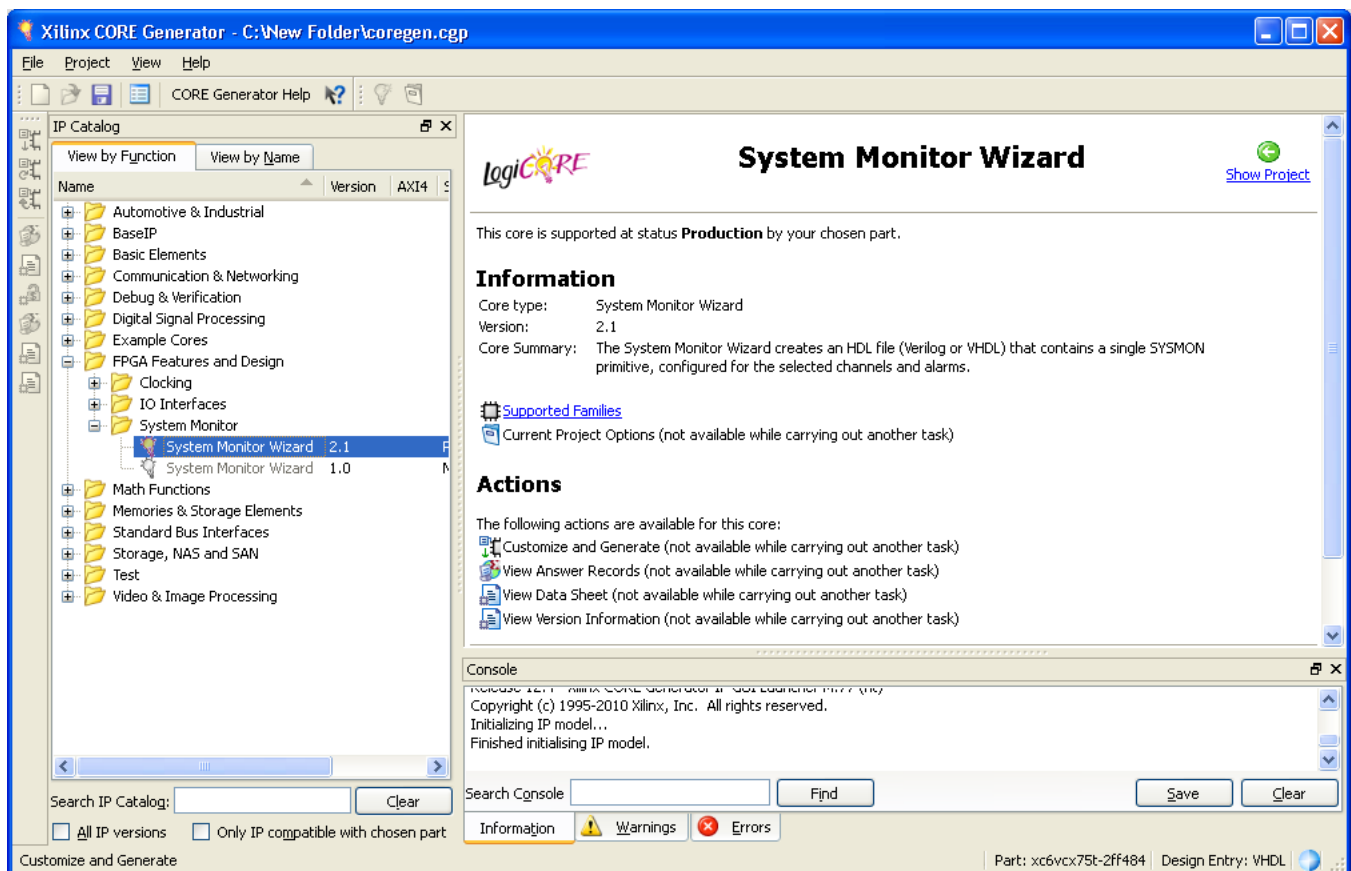 Xilinx CORE Generator - C:\New Folder\coregen.cgp
File Project View Help
CORE Generator Help
IP Catalog
View by Function View by Name
Name Version AXI4
Automotive & Industrial
BaseIP
Basic Elements
Communication & Networking
Debug & Verification
Digital Signal Processing
Example Cores
FPGA Features and Design
Clocking
IO Interfaces
System Monitor
System Monitor Wizard 2.1
System Monitor Wizard 1.0
Math Functions
Memories & Storage Elements
Standard Bus Interfaces
Storage, NAS and SAN
Test
Video & Image Processing
Search IP Catalog: Clear
All IP versions Only IP compatible with chosen part
LogiCORE System Monitor Wizard
Show Project
This core is supported at status Production by your chosen part.
Information
Core type: System Monitor Wizard
Version: 2.1
Core Summary: The System Monitor Wizard creates an HDL file (Verilog or VHDL) that contains a single SYSMON
primitive, configured for the selected channels and alarms.
Supported Families
Current Project Options (not available while carrying out another task)
Actions
The following actions are available for this core:
Customize and Generate (not available while carrying out another task)
View Answer Records (not available while carrying out another task)
View Data Sheet (not available while carrying out another task)
View Version Information (not available while carrying out another task)
Console
Copyright (c) 1995-2010 Xilinx, Inc. All rights reserved.
Initializing IP model...
Finished initialising IP model.
Search Console Find Save Clear
Information Warnings Errors
Customize and Generate Part: xc6vcx75t-2ff484 Design Entry: VHDL